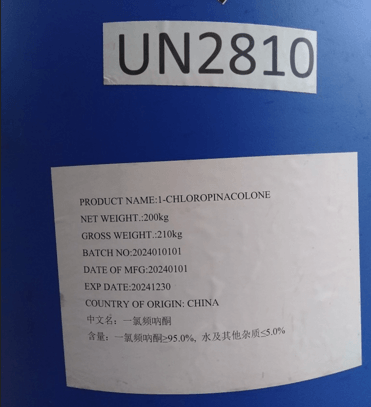 UN2810
PRODUCT NAME:1-CHLOROPINACOLONE
NET WEIGHT.:200kg
GROSS WEIGHT.:210kg
BATCH NO:2024010101
DATE OF MFG:20240101
EXP DATE:20241230
COUNTRY OF ORIGIN: CHINA
中文名：一氯频呐酮
含量：一氯频呐酮≥95.0%, 水及其他杂质≤5.0%